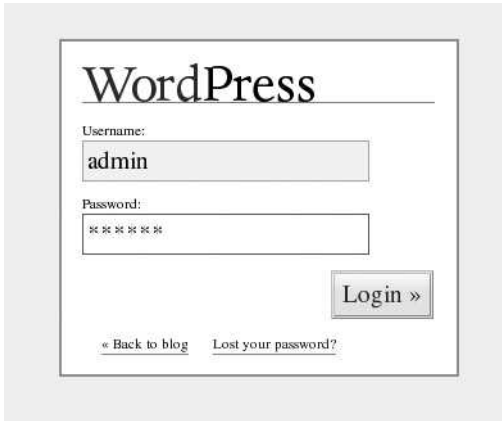 WordPress
Username:
admin
Password:
******
Login »
« Back to blog Lost your password?